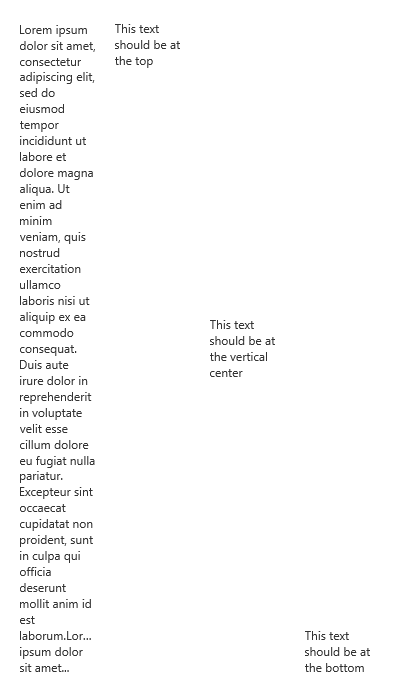 Lorem ipsum
dolor sit amet,
consectetur
adipiscing elit,
sed do
eiusmod
tempor
incididunt ut
labore et
dolore magna
aliqua. Ut
enim ad
minim
veniam, quis
nostrud
exercitation
ullamco
laboris nisi ut
aliquip ex ea
commodo
consequat.
Duis aute
irure dolor in
reprehenderit
in voluptate
velit esse
cillum dolore
eu fugiat nulla
pariatur.
Excepteur sint
occaecat
cupidatat non
proident, sunt
in culpa qui
officia
deserunt
mollit anim id
est
laborum.Lor...
ipsum dolor
sit amet...
This text
should be at
the top
This text
should be at
the vertical
center
This text
should be at
the bottom